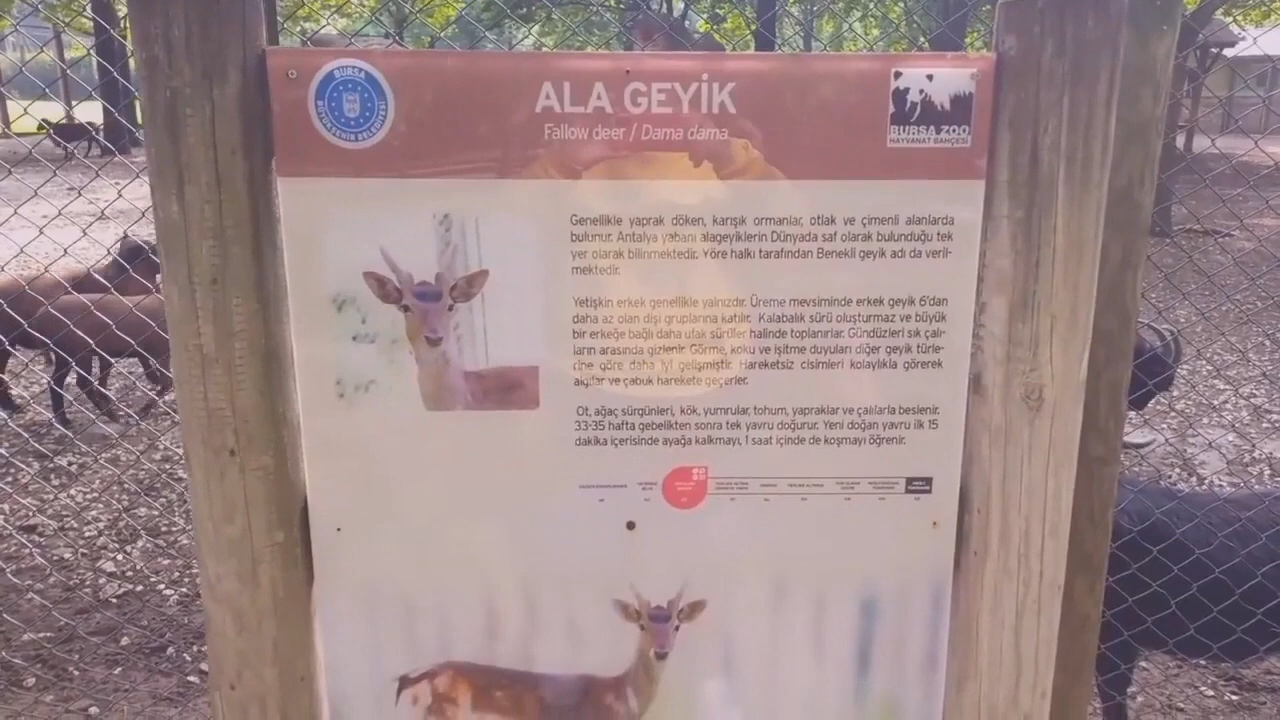 BURSA
BÜYÜKŞEHİR BELEDİYESİ
ALA GEYİK
Fallow deer / Dama dama
BURSA ZOO
HAYVANAT BAHÇESİ
Genellikle yaprak döken, karışık ormanlar, otlak ve çimenli alanlarda
bulunur. Antalya yabani alageyiklerin Dünyada saf olarak bulunduğu tek
yer olarak bilinmektedir. Yöre halkı tarafından Benekli geyik adı da veril-
mektedir.
Yetişkin erkek genellikle yalnızdır. Üreme mevsiminde erkek geyik 6'dan
daha az olan dişi gruplarına katılır. Kalabalık sürü oluşturmaz ve büyük
bir erkeğe bağlı daha ufak sürüler halinde toplanırlar. Gündüzleri sık çalı-
ların arasında gizlenir. Görme, koku ve işitme duyuları diğer geyik türle-
rine göre daha iyi gelişmiştir. Hareketsiz cisimleri kolaylıkla görerek
algılar ve çabuk harekete geçerler.
Ot, ağaç sürgünleri, kök, yumrular, tohum, yapraklar ve çalılarla beslenir.
33-35 hafta gebelikten sonra tek yavru doğurur. Yeni doğan yavru ilk 15
dakika içerisinde ayağa kalkmayı, 1 saat içinde de koşmayı öğrenir.